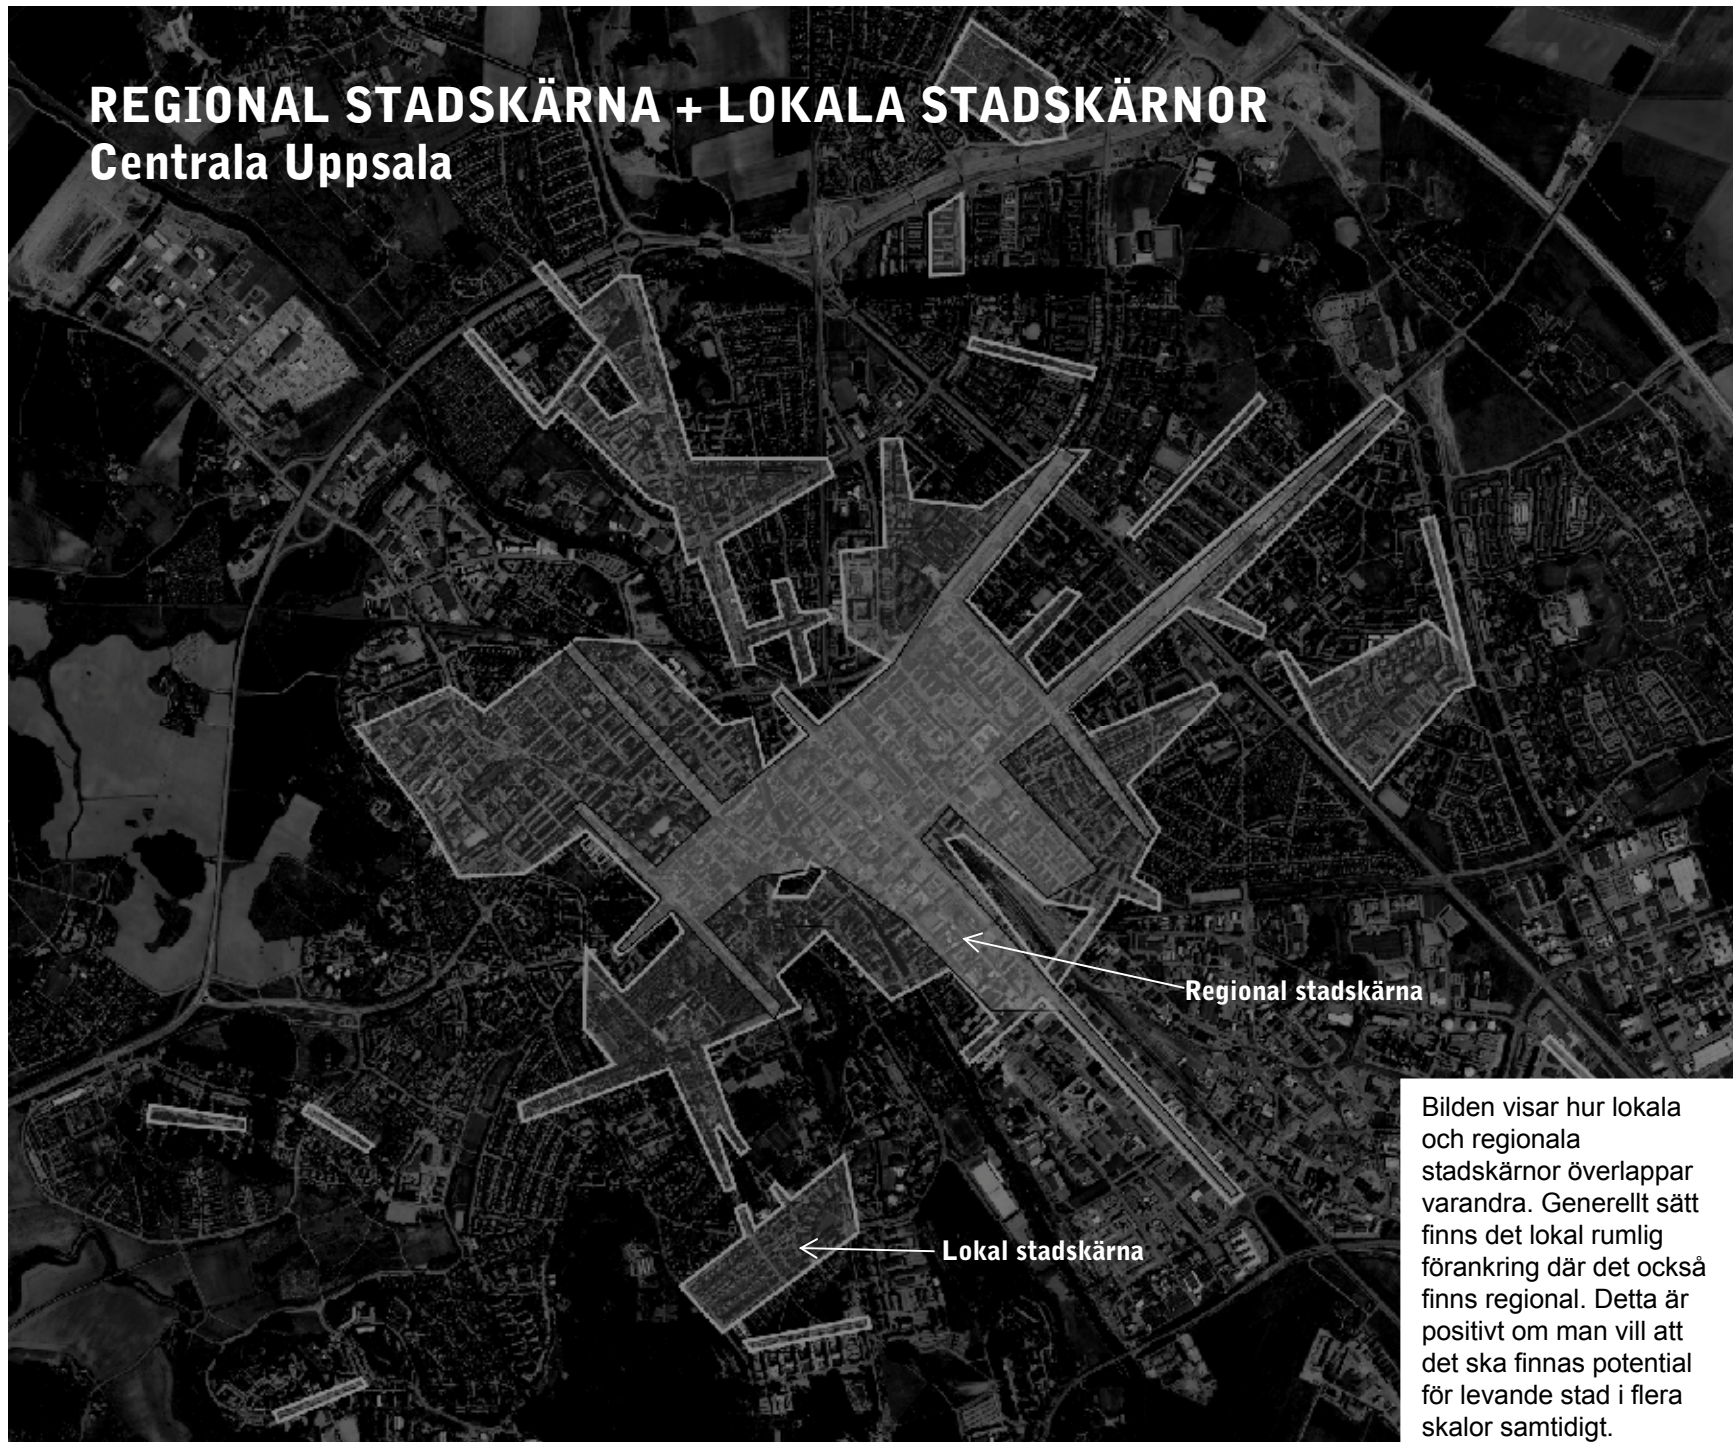 REGIONAL STADSKÄRNA + LOKALA STADSKÄRNOR
Centrala Uppsala
Regional stadskärna
Lokal stadskärna
Bilden visar hur lokala
och regionala
stadskärnor överlappar
varandra. Generellt sätt
finns det lokal rumlig
förankring där det också
finns regional. Detta är
positivt om man vill att
det ska finnas potential
för levande stad i flera
skalor samtidigt.